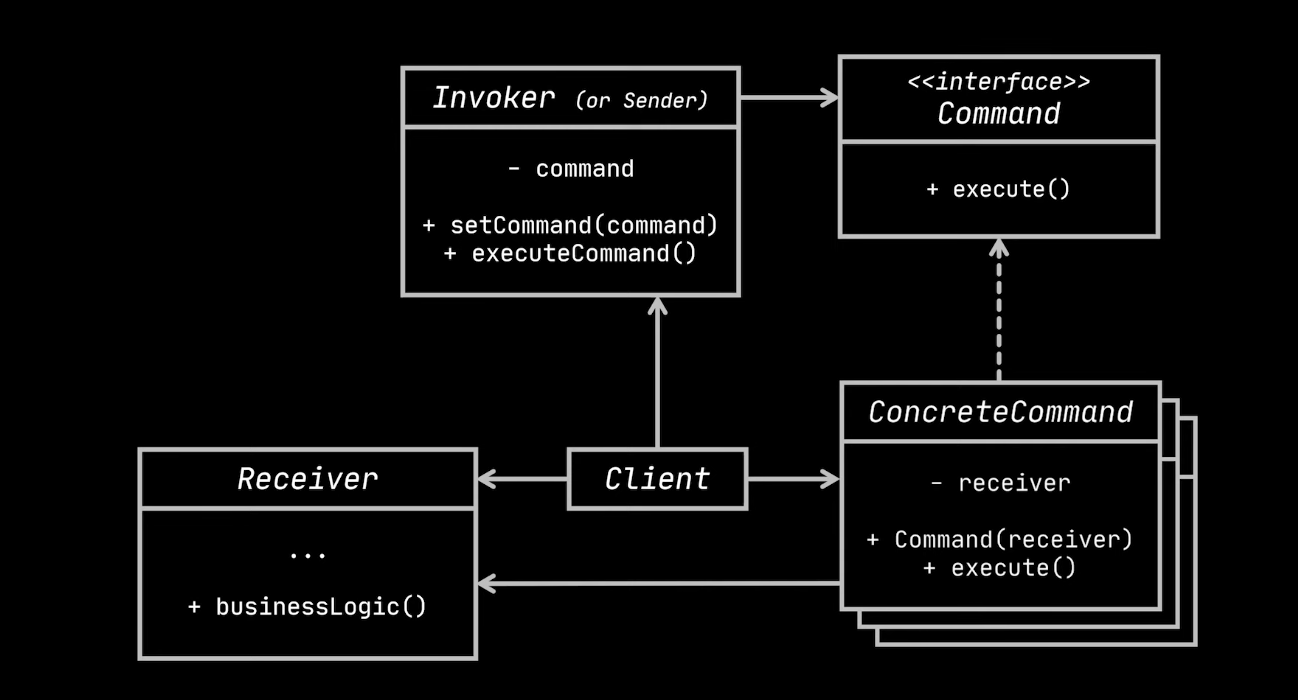 Invoker (or Sender)
- command
+ setCommand(command)
+ executeCommand()
<<interface>>
Command
+ execute()
Receiver
...
+ businessLogic()
Client
ConcreteCommand
- receiver
+ Command(receiver)
+ execute()